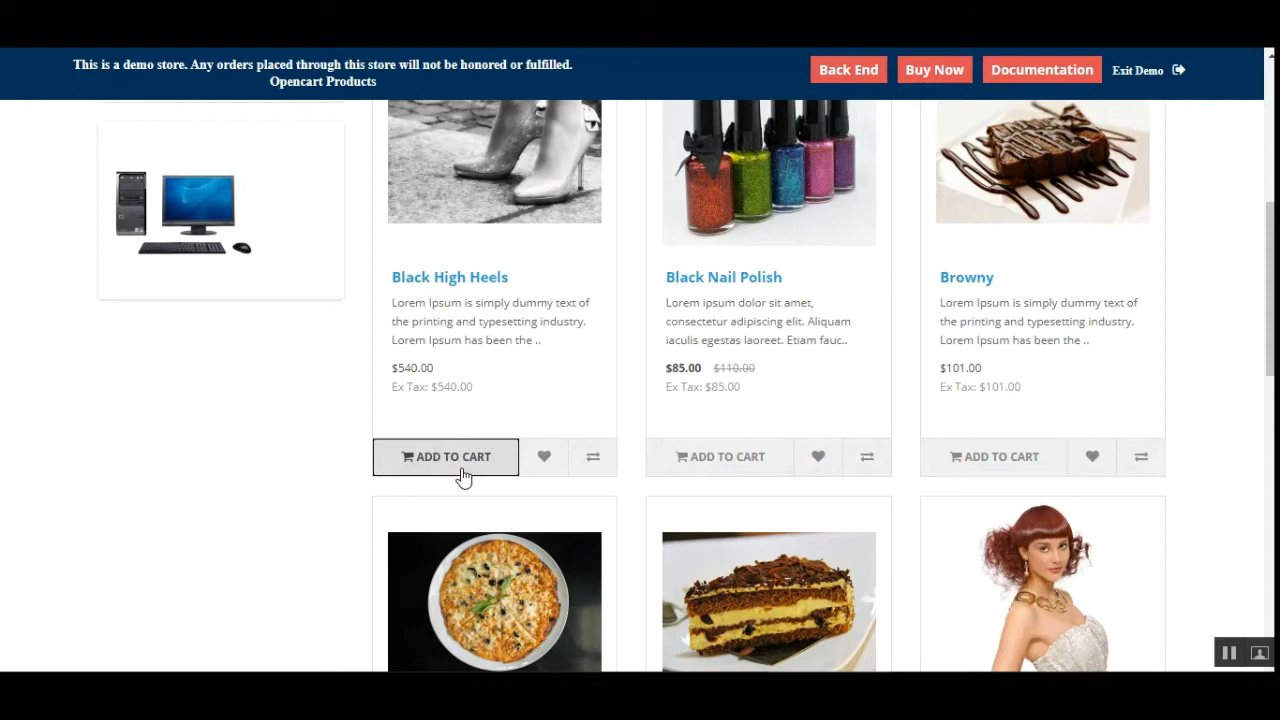 This is a demo store. Any orders placed through this store will not be honored or fulfilled.
Opencart Products
Back End
Buy Now
Documentation
Exit Demo
Black High Heels
Lorem Ipsum is simply dummy text of
the printing and typesetting industry.
Lorem Ipsum has been the ..
$540.00
Ex Tax: $540.00
ADD TO CART
Black Nail Polish
Lorem ipsum dolor sit amet,
consectetur adipiscing elit. Aliquam
iaculis egestas laoreet. Etiam fauc..
$85.00 $110.00
Ex Tax: $85.00
ADD TO CART
Browny
Lorem Ipsum is simply dummy text of
the printing and typesetting industry.
Lorem Ipsum has been the ..
$101.00
Ex Tax: $101.00
ADD TO CART